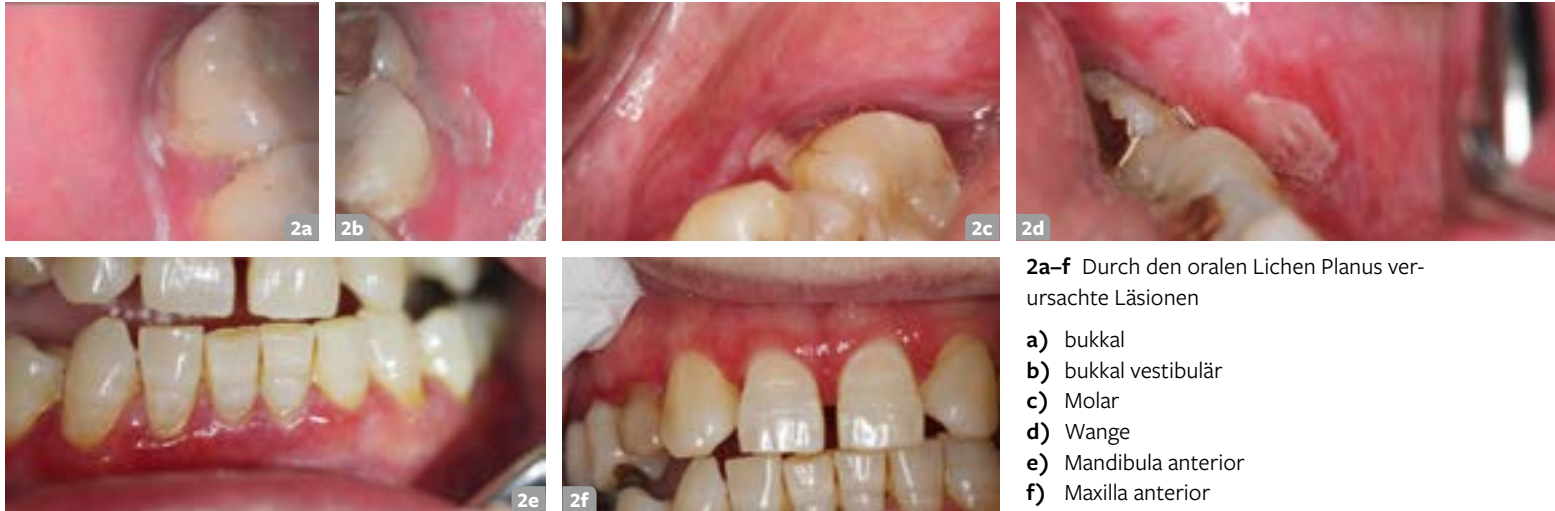 2a
2b
2c
2d
2e
2f
2a–f Durch den oralen Lichen Planus ver-
ursachte Läsionen
a) bukkal
b) bukkal vestibulär
c) Molar
d) Wange
e) Mandibula anterior
f) Maxilla anterior